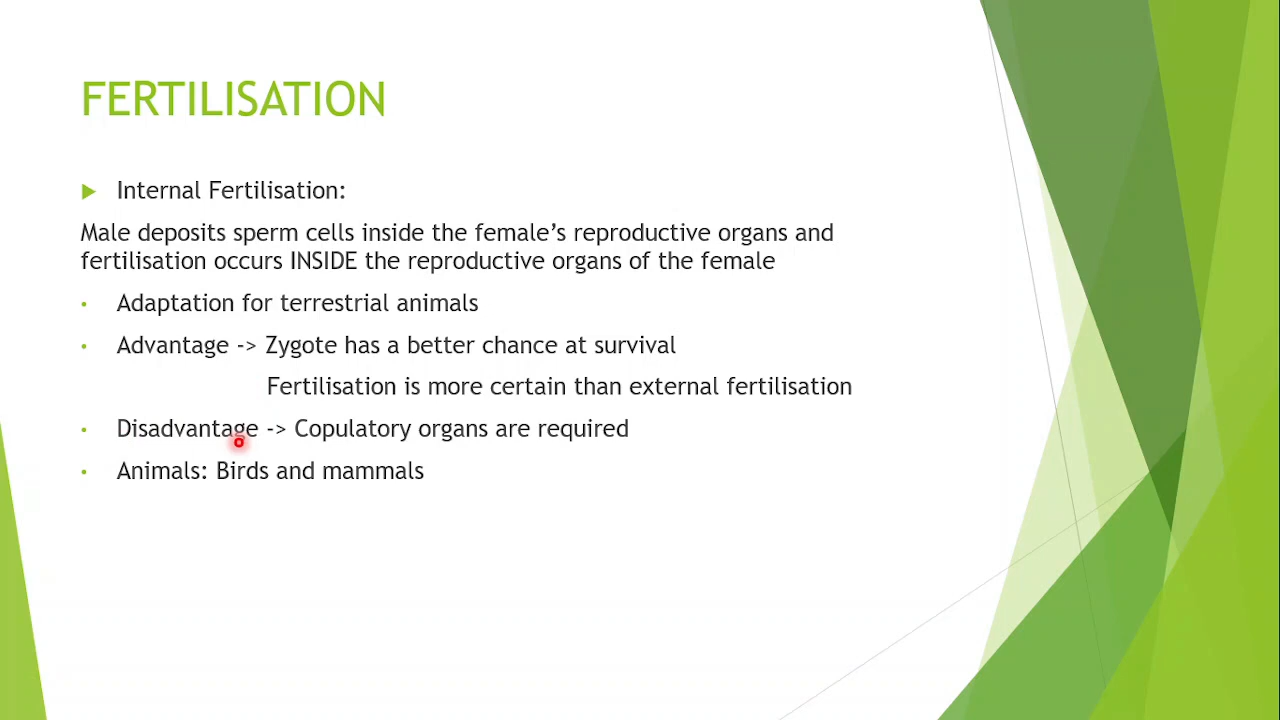 FERTILISATION
Internal Fertilisation:
Male deposits sperm cells inside the female’s reproductive organs and
fertilisation occurs INSIDE the reproductive organs of the female
Adaptation for terrestrial animals
Advantage -> Zygote has a better chance at survival
Fertilisation is more certain than external fertilisation
Disadvantage -> Copulatory organs are required
Animals: Birds and mammals